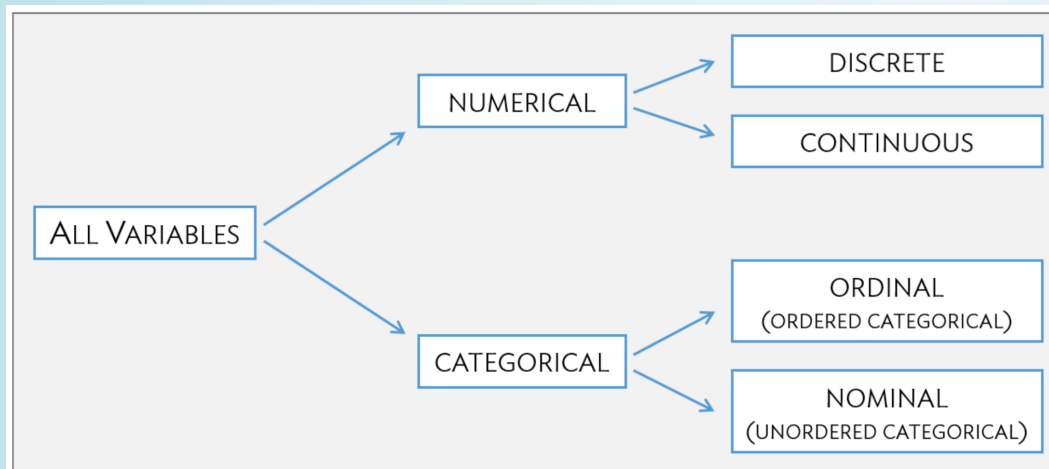 DISCRETE
NUMERICAL
CONTINUOUS
ALL VARIABLES
ORDINAL
(ORDERED CATEGORICAL)
CATEGORICAL
NOMINAL
(UNORDERED CATEGORICAL)